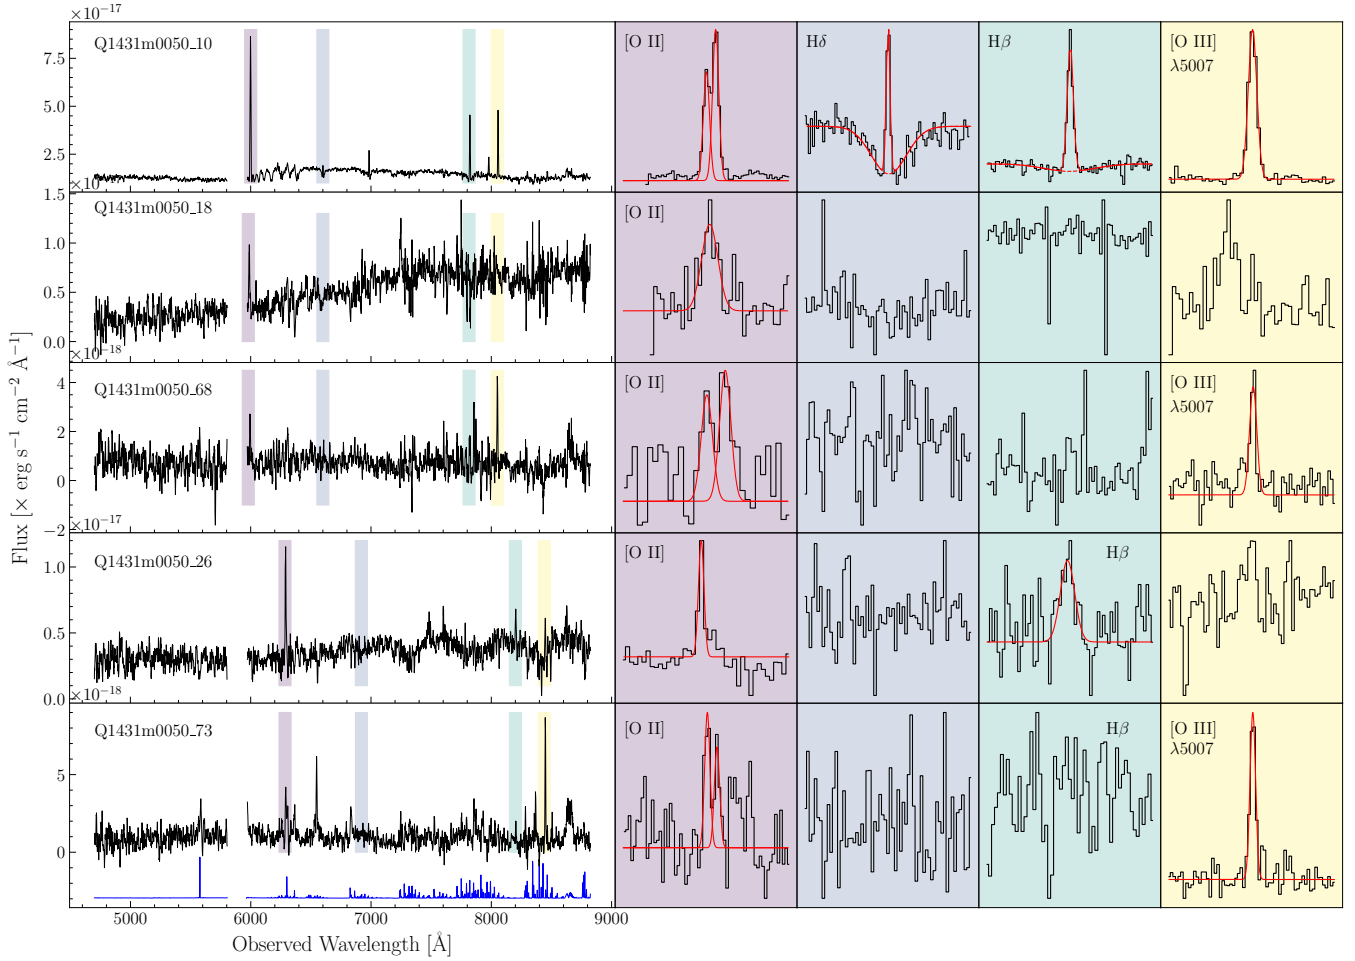 ×10−17
Q1431m0050_10
[O II]
Hδ
Hβ
[O III]
λ5007
7.5
5.0
2.5
×10−17
Q1431m0050_18
[O II]
1.5
1.0
0.5
0.0
×10−18
Q1431m0050_68
[O II]
[O III]
λ5007
4
2
0
−2
×10−17
Q1431m0050_26
[O II]
Hβ
1.0
0.5
0.0
×10−18
Q1431m0050_73
[O II]
Hβ
[O III]
λ5007
5
0
5000
6000
7000
8000
9000
Observed Wavelength [Å]
Flux [× erg s−1 cm−2 Å−1]